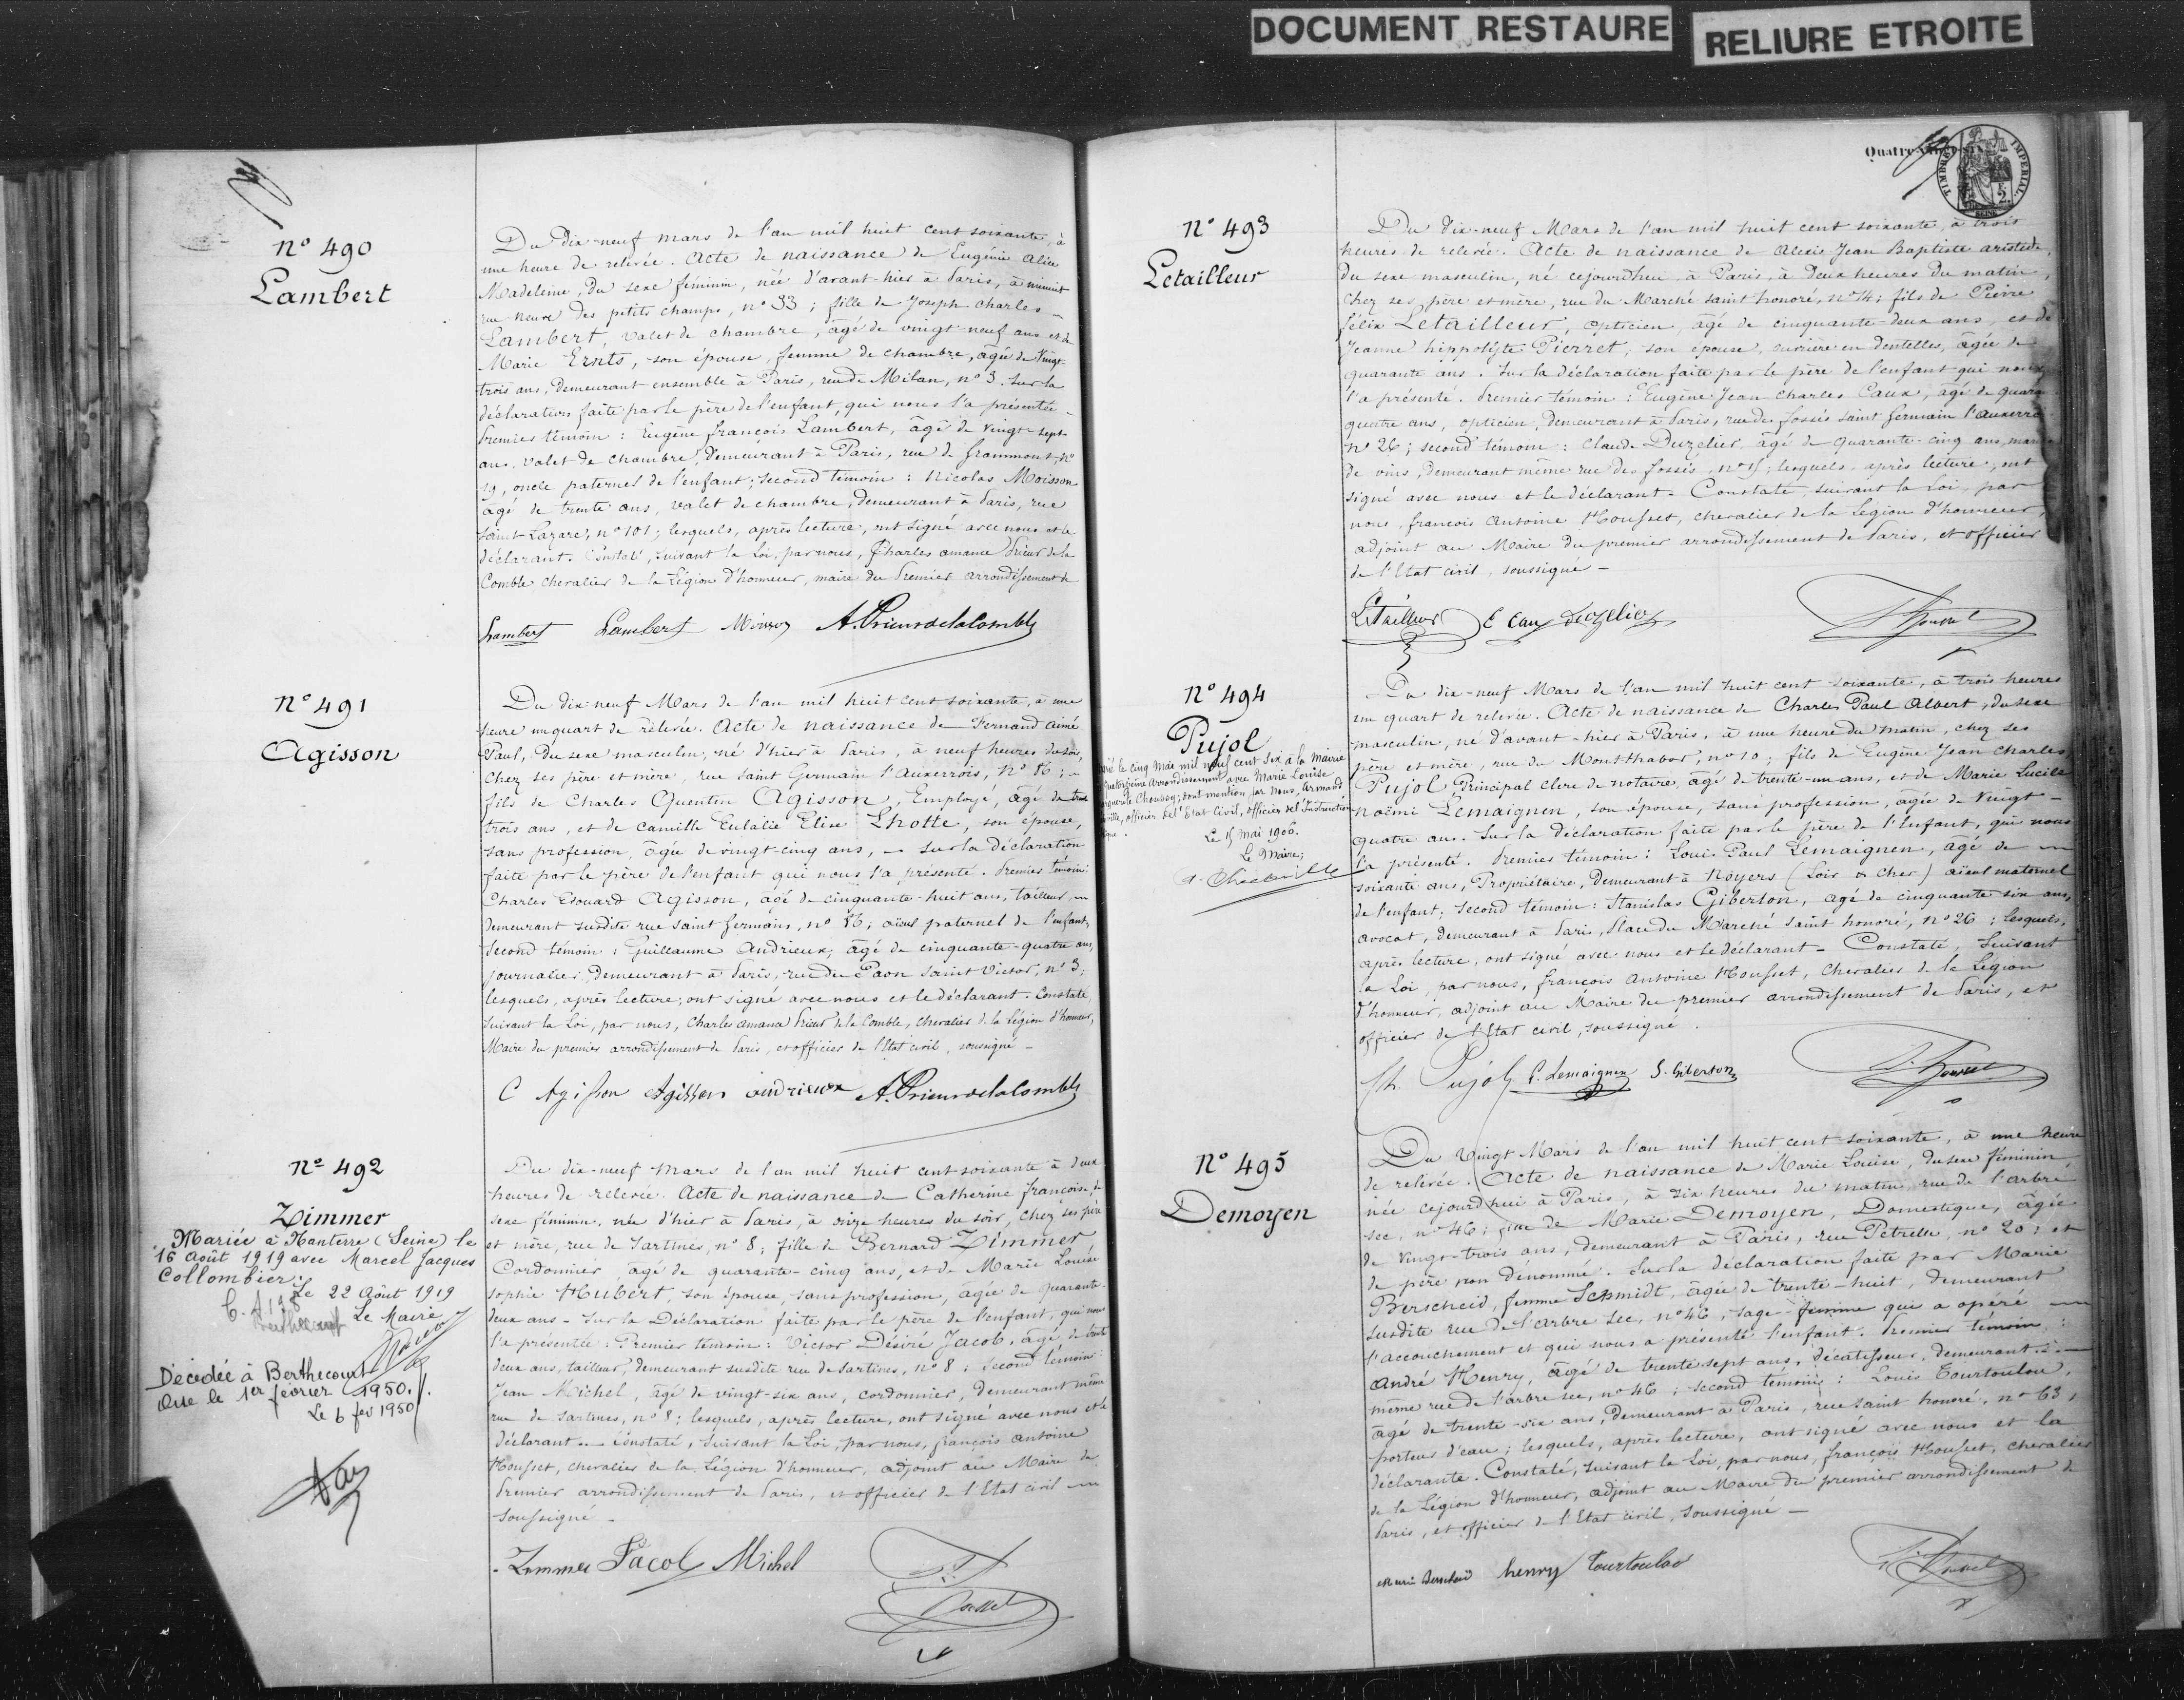 DOCUMENT RESTAURE
RELIURE ETROITE
N° 490
Lambert
Du dix-neuf mars de l'an mil huit cent soixante, à
une heure de relevée. Acte de naissance de Eugénie Alice
Madeleine, du sexe féminin, née d'avant-hier à Paris, à minuit
rue neuve des petits champs, n° 33; fille de Joseph Charles
Lambert, valet de chambre, âgé de vingt-neuf ans et de
Marie Ernts, son épouse, femme de chambre, âgée de Vingt-
trois ans, demeurant ensemble à Paris, rue de Milan, n° 3. Sur la
déclaration faite par le père de l'enfant, qui nous l'a présentée.
Premier témoin : Eugène françois Lambert, âgé de vingt-sept
ans, valet de chambre, demeurant à Paris, rue de Grammont, n°
19, oncle paternel de l'enfant; second témoin : Nicolas Moisson
âgé de trente ans, valet de chambre, demeurant à Paris, rue
Saint Lazare, n° 101; lesquels, après lecture, ont signé avec nous et le
déclarant. Constaté, suivant la Loi, par nous, Charles amand Prieur de la
Comble chevalier de la Légion d'honneur, maire du Premier arrondissement de
Lambert Lambert Moisson A. Prieurdelacomble
N° 491
Agisson
Du dix neuf Mars de l'an mil huit cent soixante, à une
heure un quart de relevée. Acte de naissance de Fernand aimé
Paul, du sexe masculin, né d'hier à Paris, à neuf heures du soir,
chez ses père et mère, rue Saint Germain l'Auxerrois, n° 86;
fils de Charles Quentin Agisson, Employé, âgé de trente
trois ans, et de Camille Eulalie Elise Lhotte, son épouse,
sans profession, âgée de vingt-cinq ans, — sur la déclaration
faite par le père de l'enfant qui nous l'a présenté. Premier témoin:
Charles Edouard Agisson, âgé de cinquante-huit ans, tailleur
demeurant susdite rue saint Germain, n° 86; aïeul paternel de l'enfant,
second témoin : Guillaume Andrieux, âgé de cinquante-quatre ans,
journalier, demeurant à Paris, rue du Paon Saint Victor, n° 3;
lesquels, après lecture, ont signé avec nous et le déclarant. Constaté,
suivant la Loi, par nous, Charles amand Prieur de la Comble, chevalier de la Légion d'honneur,
Maire du premier arrondissement de Paris, et officier de l'Etat civil, soussigné —
C Agisson Agisson andrieux A. Prieurdelacomble
N° 492
Zimmer
Mariée à Nanterre (Seine) le
16 Août 1919 avec Marcel Jacques
Collombier.
Le 22 Août 1919
Le Maire
Décédée à Berthecourt
Oise le 1er février 1950.
Le 6 fev 1950
Du dix-neuf Mars de l'an mil huit cent soixante à deux
heures de relevée. Acte de naissance de Catherine françoise, du
sexe féminin, née d'hier à Paris, à onze heures du soir, chez ses père
et mère, rue de Sartines, n° 8; fille de Bernard Zimmer
Cordonnier, âgé de quarante-cinq ans, et de Marie Louise
Sophie Hubert, son épouse, sans profession, âgée de quarante-
deux ans — Sur la Déclaration faite par le père de l'enfant, qui nous
l'a présentée : Premier témoin : Victor Désiré Jacob, âgé de trente
deux ans, tailleur, demeurant susdite rue de Sartines, n° 8; second témoin:
Jean Michel, âgé de vingt-six ans, cordonnier, demeurant même
rue de Sartines, n° 8; lesquels, après lecture, ont signé avec nous et le
déclarant — Constaté, suivant la Loi, par nous, françois antoine
Housset, chevalier de la Légion d'honneur, adjoint au Maire du
Premier arrondissement de Paris, et officier de l'Etat civil
soussigné —
Zimmer Jacob Michel
Housset
Quatre-vingt-six
TIMBRE IMPERIAL
SEINE
N° 493
Letailleur
Du dix-neuf Mars de l'an mil huit cent soixante, à trois
heures de relevée. Acte de naissance de Alexis Jean Baptiste aristide,
du sexe masculin, né cejourd'hui à Paris, à deux heures du matin,
chez ses père et mère, rue du Marché saint honoré, n° 14; fils de Pierre
félix Letailleur, opticien, âgé de cinquante-deux ans, et de
Jeanne hippolyte Pierret, son épouse, ouvrière en dentelles, âgée de
quarante ans. Sur la déclaration faite par le père de l'enfant qui nous
l'a présenté. Premier témoin : Eugène Jean Charles Caux, âgé de quara
quatre ans, opticien, demeurant à Paris, rue des fossés saint germain l'auxerro
n° 26; second témoin : Claude Duzelier, âgé de quarante-cinq ans, mar
de vins, demeurant même rue des fossés, n° 15; lesquels, après lecture, ont
signé avec nous et le déclarant — Constaté, suivant la Loi, par
nous, françois antoine Housset, chevalier de la Légion d'honneur,
adjoint au Maire du premier arrondissement de Paris, et officier
de l'Etat civil, soussigné —
Letailleur E Caux Duzelier
Housset
N° 494
Pujol
le cinq Mai mil neuf cent six à la Mairie
quatorzième arrondissement avec Marie Louise
Chauboy; dont mention par Nous, Armand
officier de l'Etat Civil, officier de l'Instruction
Le 15 Mai 1906.
Le Maire;
Du dix-neuf Mars de l'an mil huit cent soixante, à trois heures
un quart de relevée. Acte de naissance de Charles Paul Albert, du sexe
masculin, né d'avant-hier à Paris, à une heure du matin, chez ses
père et mère, rue du Montthabor, n° 10; fils de Eugène Jean Charles
Pujol, Principal Clerc de notaire, âgé de trente-un ans, et de Marie Lucile
noémi Lemaignen, son épouse, sans profession, âgée de Vingt-
quatre ans. Sur la déclaration faite par le père de l'Enfant, qui nous
l'a présenté. Premier témoin : Louis Paul Lemaignen, âgé de
soixante ans, Propriétaire, demeurant à Noyers (Loir & Cher) aïeul maternel
de l'enfant; second témoin : Stanislas Giberton, âgé de cinquante six ans,
avocat, demeurant à Paris, Place du Marché saint honoré, n° 26; lesquels,
après lecture, ont signé avec nous et le déclarant — Constaté, Suivant
la Loi, par nous, françois Antoine Housset, Chevalier de la Légion
d'honneur, adjoint au Maire du premier arrondissement de Paris, et
officier de l'Etat civil, soussigné.
Ch. Pujol P. Lemaignen S. Giberton
Housset
N° 495
Demoyen
Du Vingt Mars de l'an mil huit cent soixante, à une heure
de relevée. Acte de naissance de Marie Louise, du sexe féminin
née cejourd'hui à Paris, à six heures du matin rue de l'arbre
sec, n° 46; fille de Marie Demoyen, Domestique, âgée
de vingt-trois ans, demeurant à Paris, rue Petrelle, n° 20; et
de père non dénommé. Sur la déclaration faite par Marie
Berscheid, femme Schmidt, âgée de trente-huit, demeurant
susdite rue de l'arbre sec, n° 46, sage-femme qui a opéré
l'accouchement et qui nous a présenté l'enfant. Premier témoin :
André Henry, âgé de trente-sept ans, décatisseur, demeurant
même rue de l'arbre sec, n° 46; second témoin : Louis Tourtoulou,
âgé de trente-six ans, demeurant à Paris, rue saint honoré, n° 63,
porteur d'eau; lesquels, après lecture, ont signé avec nous et la
déclarante. Constaté, suivant la Loi, par nous, françois Housset, chevalier
de la Légion d'honneur, adjoint au Maire du premier arrondissement de
Paris, et officier de l'Etat civil, soussigné —
Marie Berscheid henry Tourtoulou
Housset